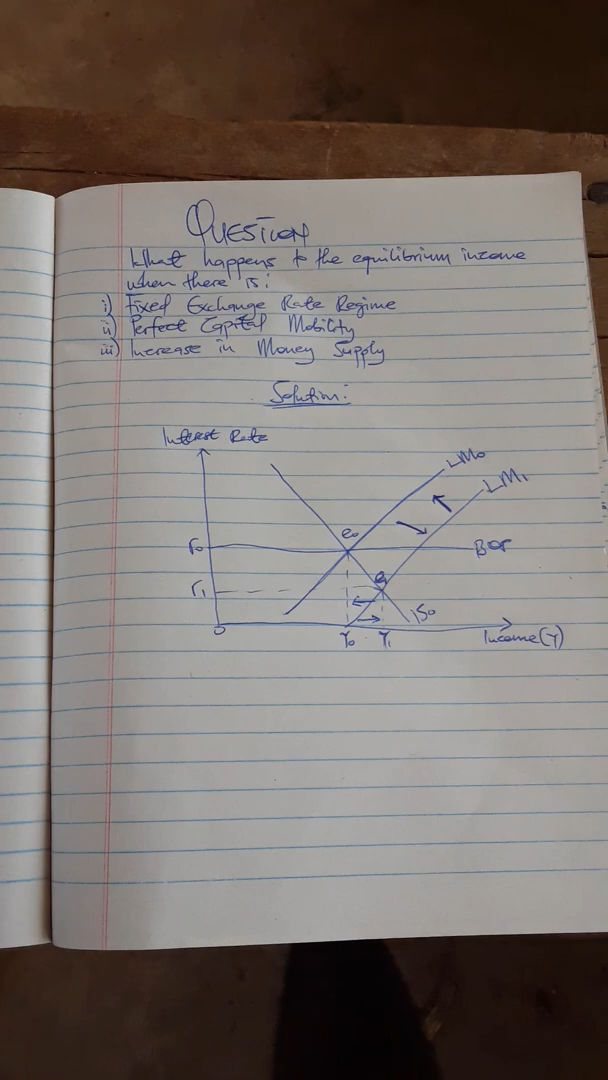 QUESTION
What happens to the equilibrium income
when there is:
i) Fixed Exchange Rate Regime
ii) Perfect Capital Mobility
iii) Increase in Money Supply
Solution:
Interest Rate
LM₀
LM₁
e₀
r₀
BOP
e₁
r₁
IS₀
0
Y₀
Y₁
Income (Y)